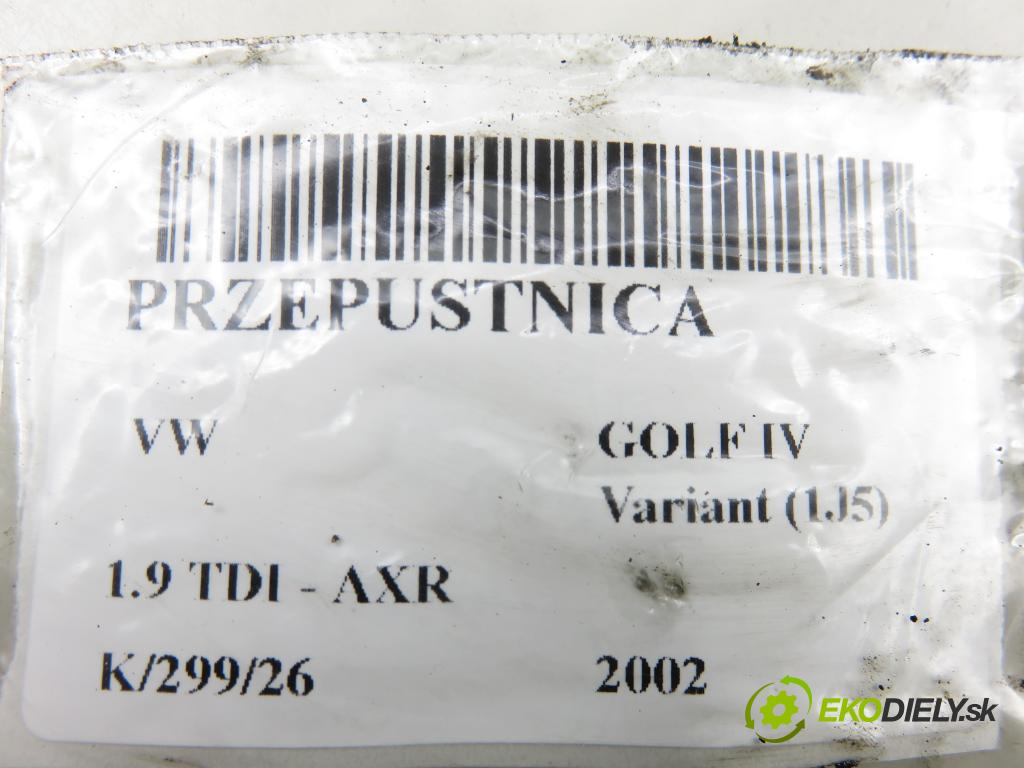 PRZEPUSTNICA
VW GOLF IV
Variant (1J5)
1.9 TDI - AXR
K/299/26 2002
EKODIELY.sk